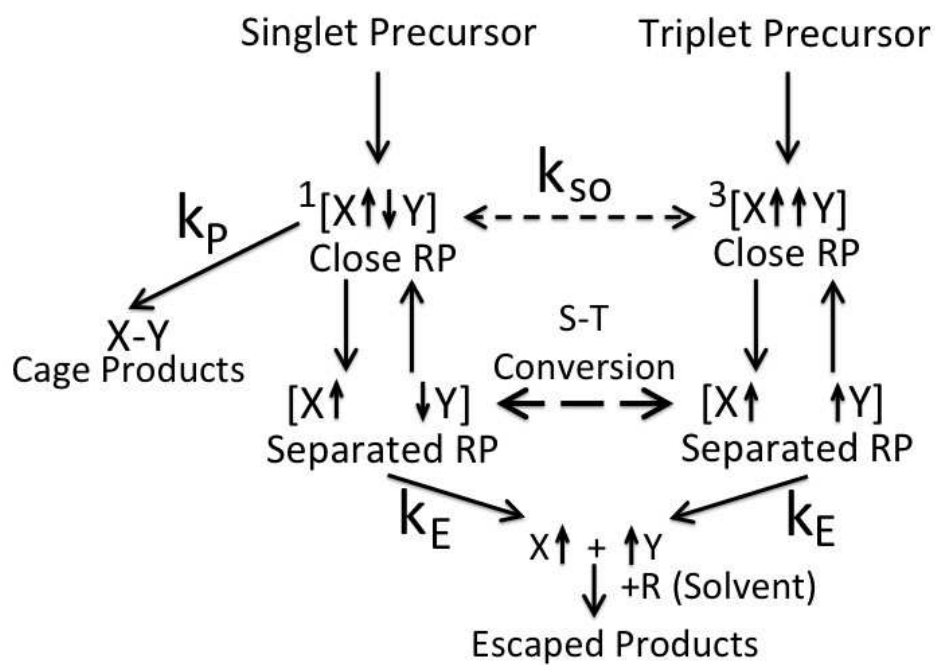 Singlet Precursor
Triplet Precursor
kP
1[X↑↓Y]
kSO
3[X↑↑Y]
Close RP
Close RP
X-Y
Cage Products
S-T
Conversion
[X↑ ↓Y]
[X↑ ↑Y]
Separated RP
Separated RP
kE
kE
X↑ + ↑Y
+R (Solvent)
Escaped Products